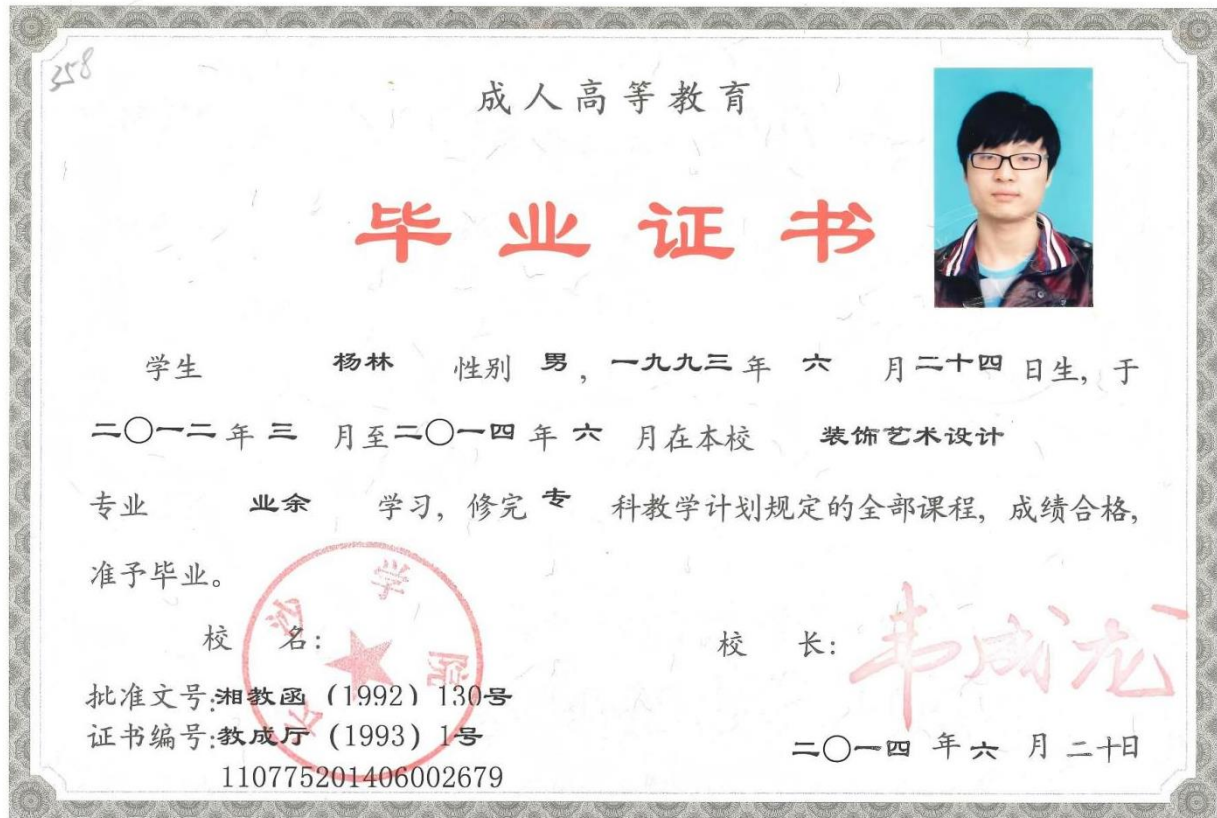 358
成人高等教育
毕业证书
学生 杨林 性别 男，一九九三 年 六 月 二十四 日生，于
二〇一二 年 三 月至 二〇一四 年 六 月在本校 装饰艺术设计
专业 业余 学习，修完 专 科教学计划规定的全部课程，成绩合格，
准予毕业。
校 名： 校 长：
长沙学院
批准文号:湘教函（1992）130号
证书编号:教成厅（1993）1号
110775201406002679
二〇一四 年 六 月 二十日